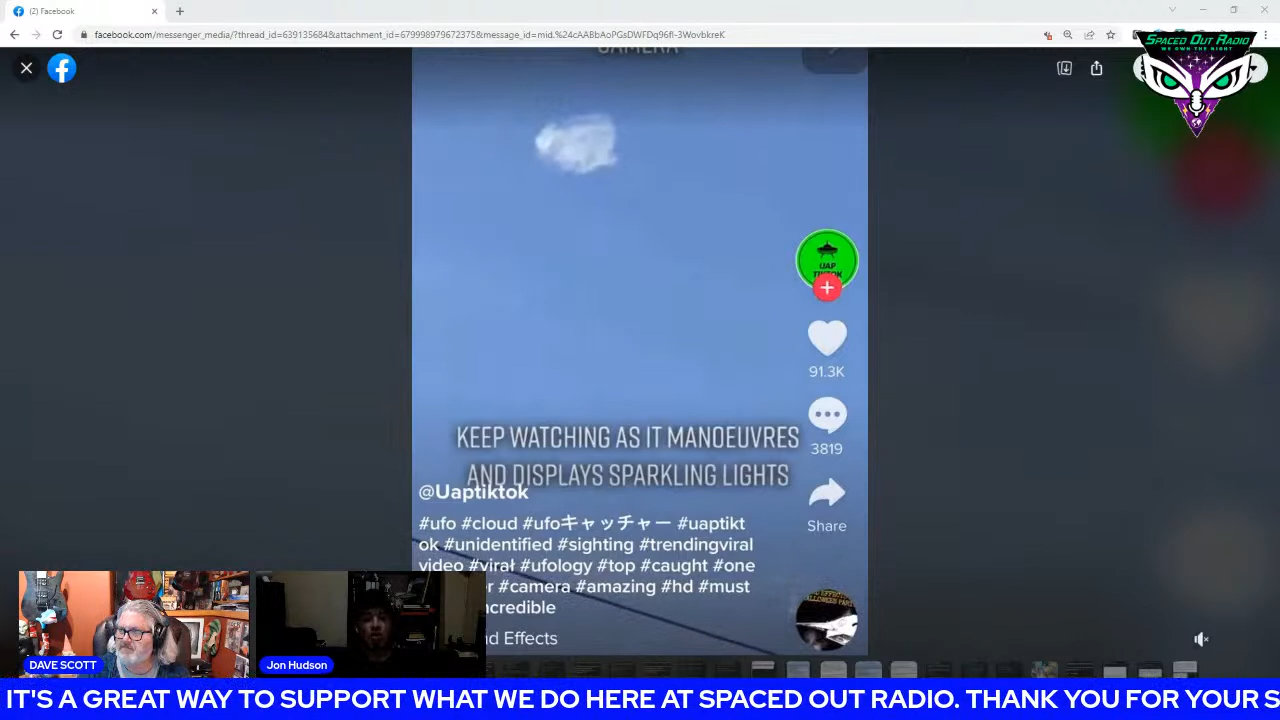 (2) Facebook
facebook.com/messenger_media/?thread_id=639135684&attachment_id=679998979672375&message_id=mid.%24cAABbAoPGsDWFDq96fI-3WovbkreK
SPACED OUT RADIO
WE OWN THE NIGHT
CAMERA
UAP
TIKTOK
91.3K
3819
Share
KEEP WATCHING AS IT MANOEUVRES
AND DISPLAYS SPARKLING LIGHTS
@Uaptiktok
#ufo #cloud #ufoキャッチャー #uaptikt
ok #unidentified #sighting #trendingviral
video #viral #ufology #top #caught #one
#camera #amazing #hd #must
Effects
DAVE SCOTT
Jon Hudson
IT'S A GREAT WAY TO SUPPORT WHAT WE DO HERE AT SPACED OUT RADIO. THANK YOU FOR YOUR S